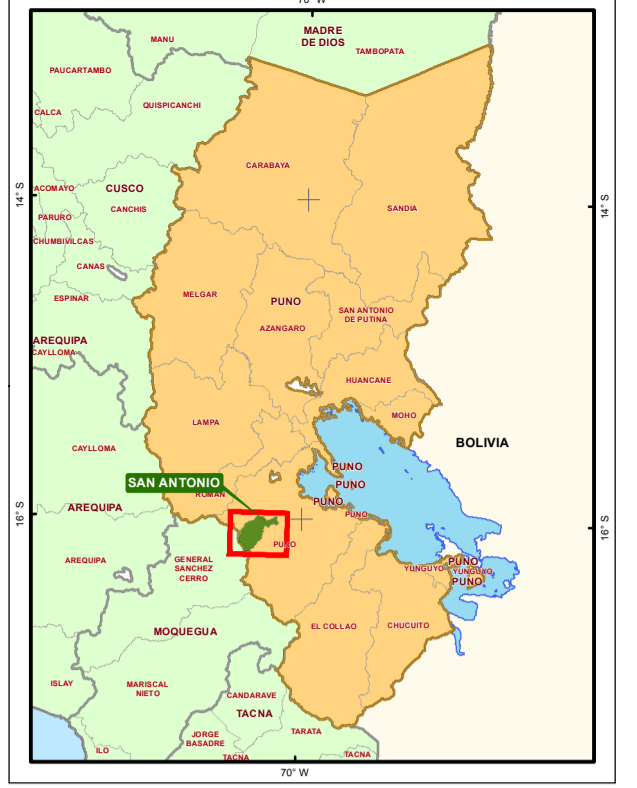 70° W
MADRE
DE DIOS
MANU
TAMBOPATA
PAUCARTAMBO
QUISPICANCHI
CALCA
CARABAYA
14° S
14° S
ACOMAYO
CUSCO
CANCHIS
SANDIA
PARURO
CHUMBIVILCAS
CANAS
ESPINAR
MELGAR
PUNO
SAN ANTONIO
DE PUTINA
AZANGARO
AREQUIPA
CAYLLOMA
HUANCANE
MOHO
LAMPA
BOLIVIA
CAYLLOMA
PUNO
SAN ANTONIO
PUNO
ROMAN
PUNO
AREQUIPA
PUNO
16° S
16° S
PUNO
AREQUIPA
GENERAL
SANCHEZ
CERRO
PUNO
YUNGUYO
YUNGUYO
PUNO
MOQUEGUA
EL COLLAO
CHUCUITO
ISLAY
MARISCAL
NIETO
CANDARAVE
TACNA
JORGE
BASADRE
TARATA
ILO
TACNA
TACNA
70° W